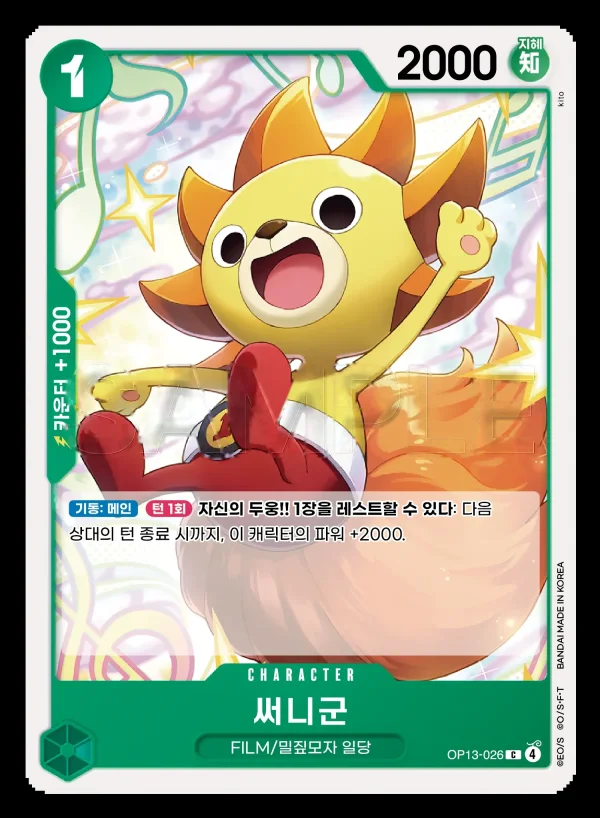 1
2000
지혜
知
kito
카운터 +1000
SAMPLE
기동: 메인 턴 1회 자신의 두웅!! 1장을 레스트할 수 있다: 다음
상대의 턴 종료 시까지, 이 캐릭터의 파워 +2000.
CHARACTER
써니군
FILM/밀짚모자 일당
OP13-026 C 4
©EO/S ©O/S·F·T BANDAI MADE IN KOREA